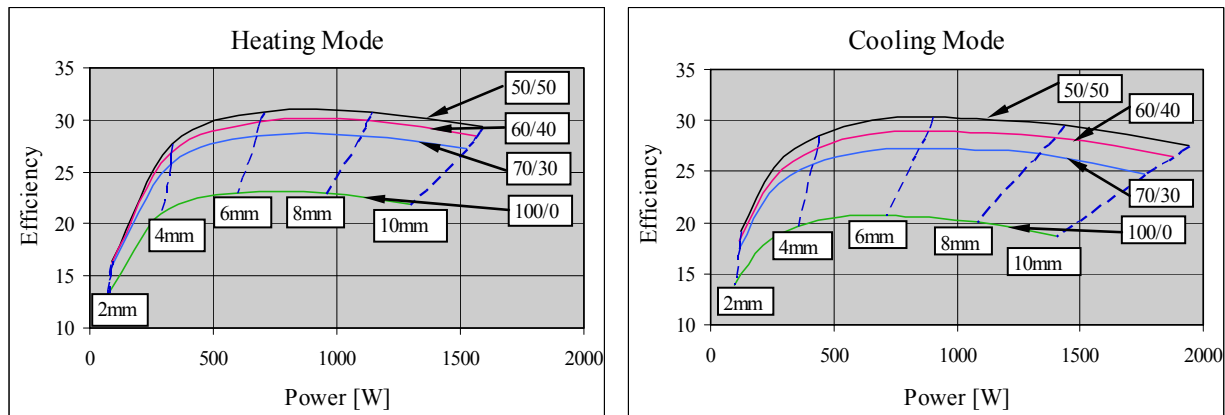 Heating Mode
35
30
25
20
15
10
Efficiency
0
500
1000
1500
2000
Power [W]
50/50
60/40
70/30
100/0
2mm
4mm
6mm
8mm
10mm
Cooling Mode
35
30
25
20
15
10
Efficiency
0
500
1000
1500
2000
Power [W]
50/50
60/40
70/30
100/0
2mm
4mm
6mm
8mm
10mm